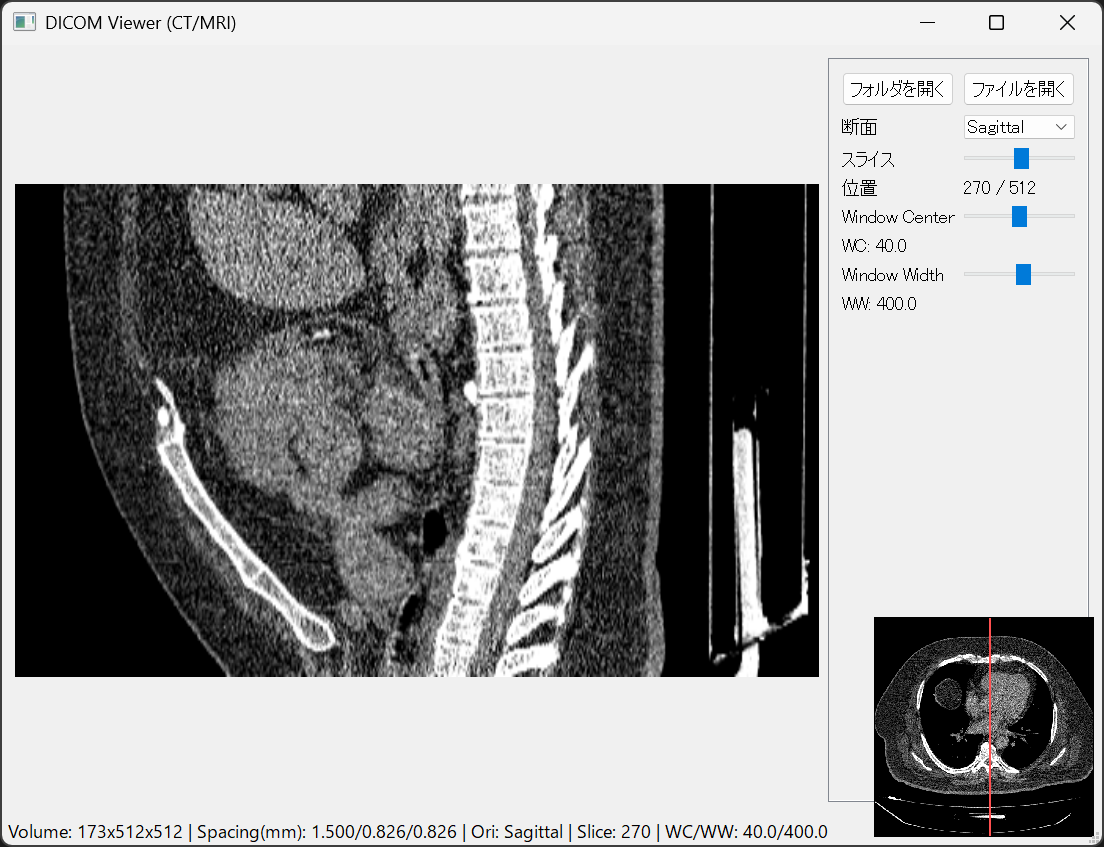 DICOM Viewer (CT/MRI)
フォルダを開く ファイルを開く
断面 Sagittal
スライス
位置 270 / 512
Window Center
WC: 40.0
Window Width
WW: 400.0
Volume: 173x512x512 | Spacing(mm): 1.500/0.826/0.826 | Ori: Sagittal | Slice: 270 | WC/WW: 40.0/400.0